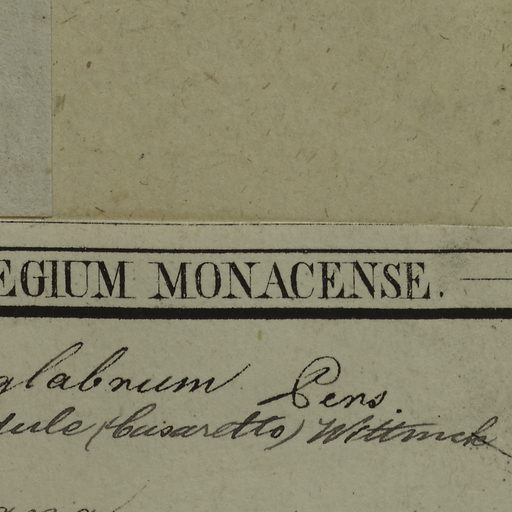 EGIUM MONACENSE.
glabrum Pers.
dule (Casaretto) Wittmack